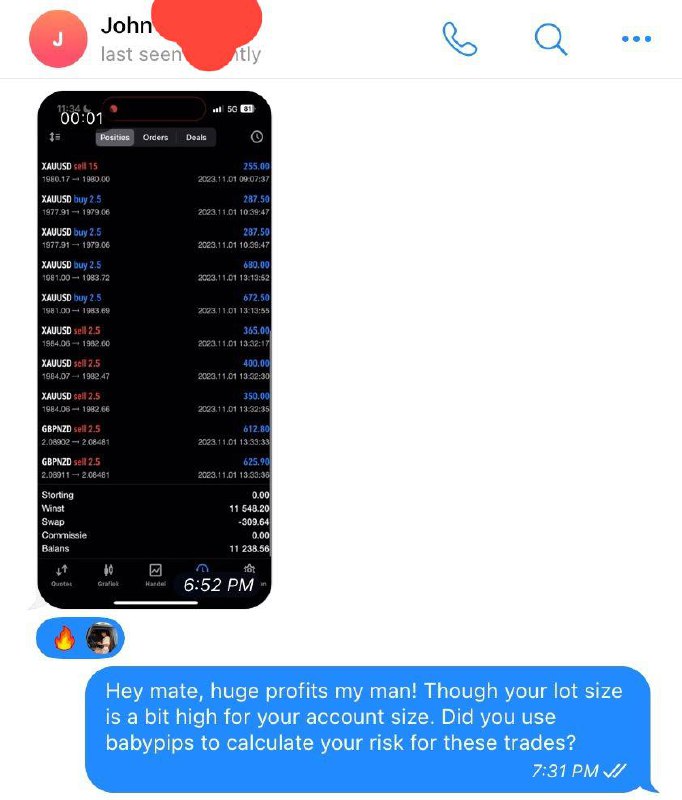 John
last seen
J
11:34
5G 81
00:01
Posities Orders Deals
XAUUSD sell 15 255.00
1980.17 → 1980.00 2023.11.01 09:07:37
XAUUSD buy 2.5 287.50
1977.91 → 1979.06 2023.11.01 10:39:47
XAUUSD buy 2.5 287.50
1977.91 → 1979.06 2023.11.01 10:39:47
XAUUSD buy 2.5 680.00
1981.00 → 1983.72 2023.11.01 13:13:52
XAUUSD buy 2.5 672.50
1981.00 → 1983.69 2023.11.01 13:13:55
XAUUSD sell 2.5 365.00
1984.06 → 1982.60 2023.11.01 13:32:17
XAUUSD sell 2.5 400.00
1984.07 → 1982.47 2023.11.01 13:32:30
XAUUSD sell 2.5 350.00
1984.06 → 1982.66 2023.11.01 13:32:35
GBPNZD sell 2.5 612.80
2.08902 → 2.08481 2023.11.01 13:33:33
GBPNZD sell 2.5 625.90
2.08911 → 2.08481 2023.11.01 13:33:36
Storting 0.00
Winst 11 548.20
Swap -309.64
Commissie 0.00
Balans 11 238.56
Quotes Grafiek Handel
6:52 PM
Hey mate, huge profits my man! Though your lot size
is a bit high for your account size. Did you use
babypips to calculate your risk for these trades?
7:31 PM